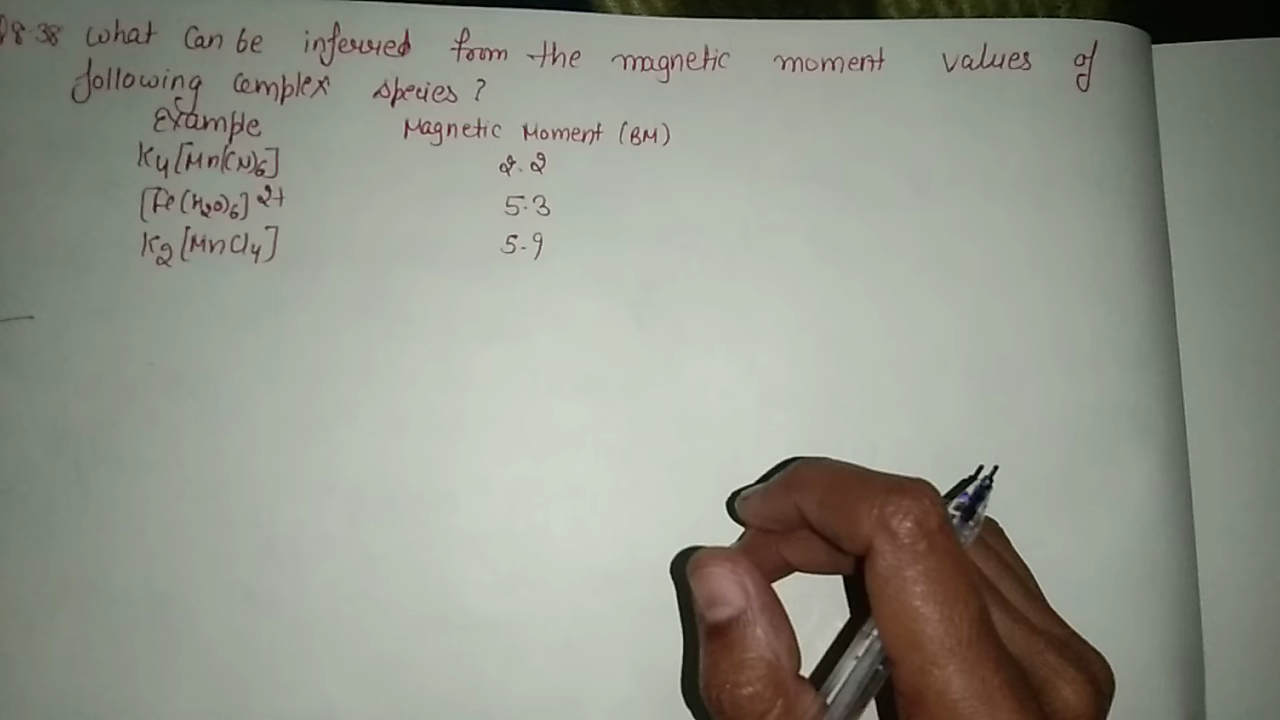 Q8.38 what can be inferred from the magnetic moment values of
following complex species?
Example Magnetic Moment (BM)
K4[Mn(CN)6] 2.2
[Fe(H2O)6]2+ 5.3
K2[MnCl4] 5.9